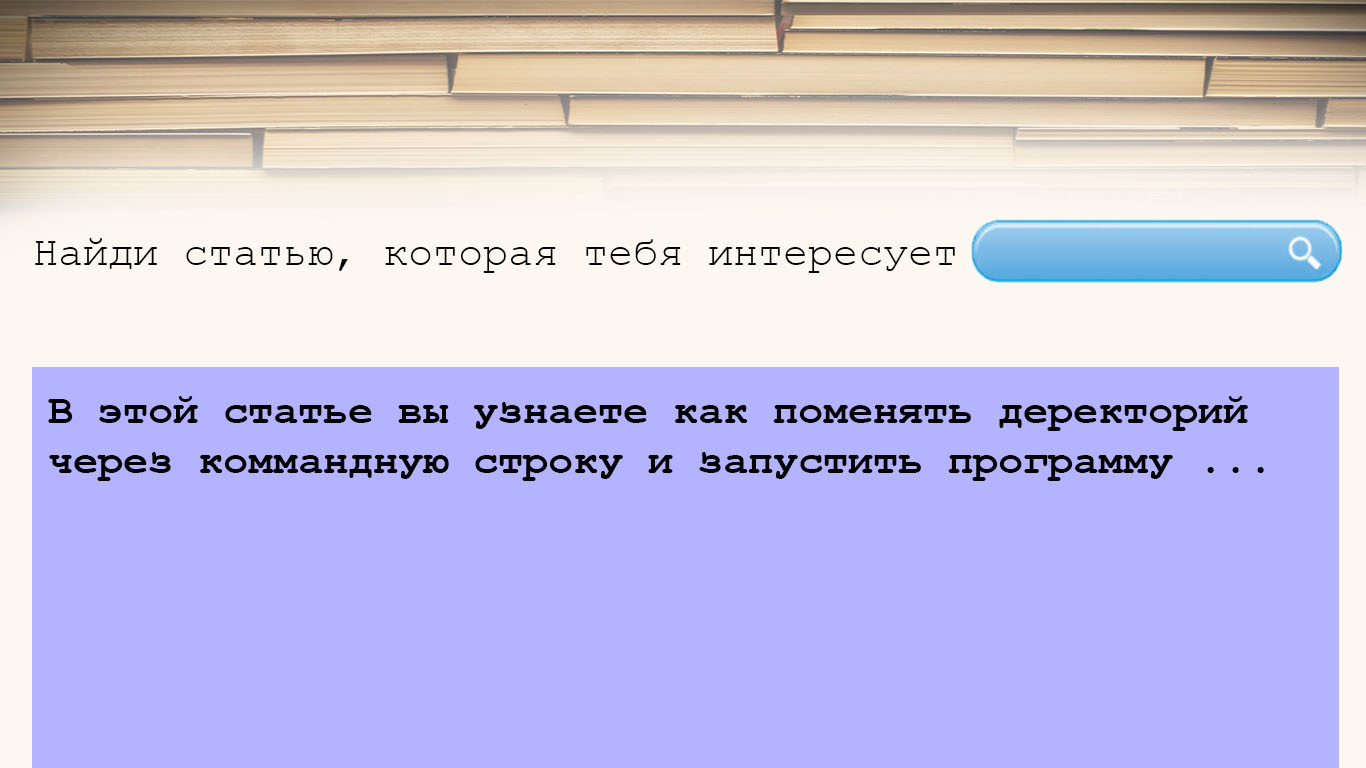 Найди статью, которая тебя интересует
В этой статье вы узнаете как поменять деректорий
через коммандную строку и запустить программу ...